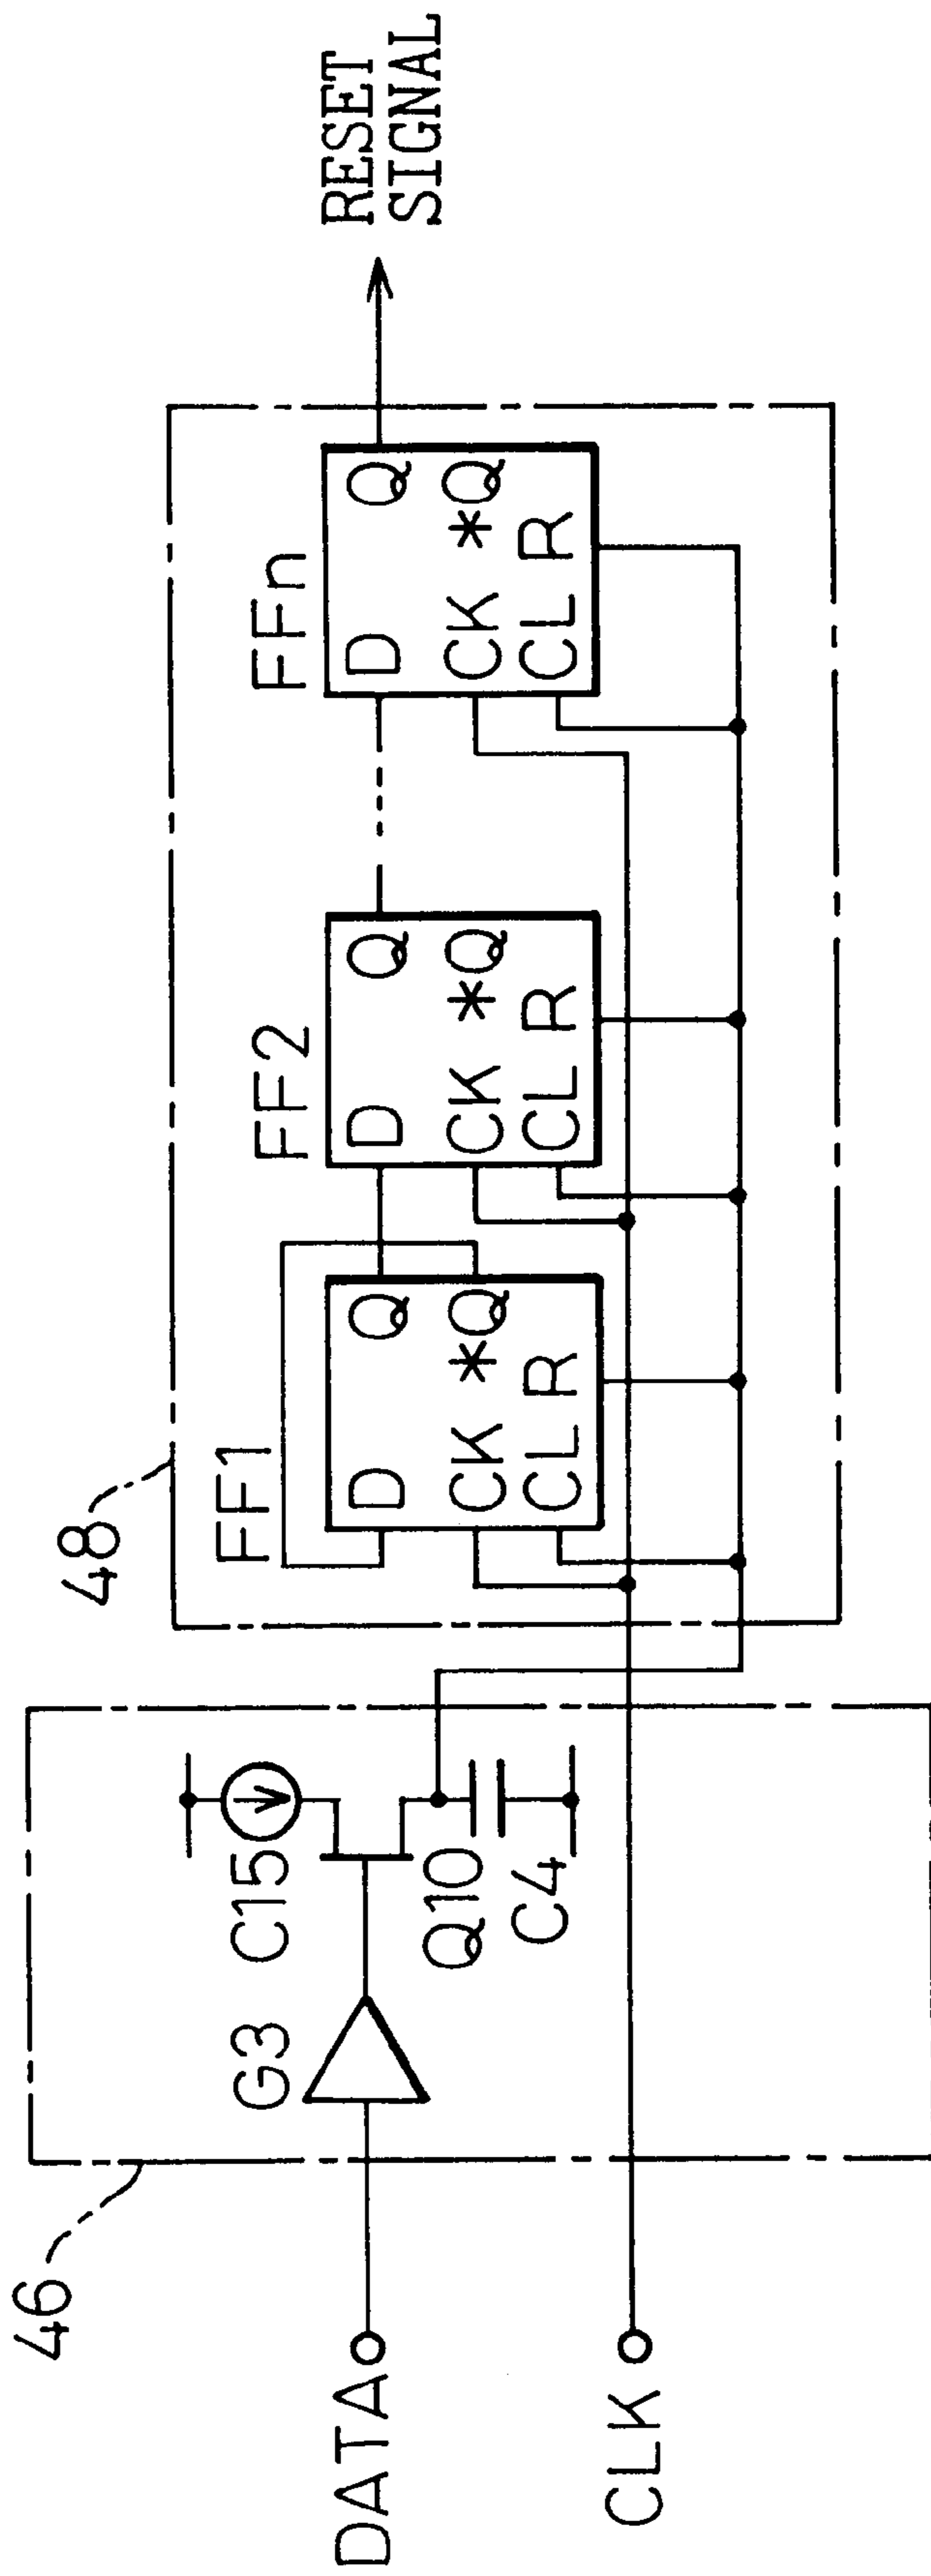 46
48
DATA
CLK
G3
C15
Q10
C4
FF1
D Q
CK *Q
CL R
FF2
D Q
CK *Q
CL R
FFn
D Q
CK *Q
CL R
RESET
SIGNAL